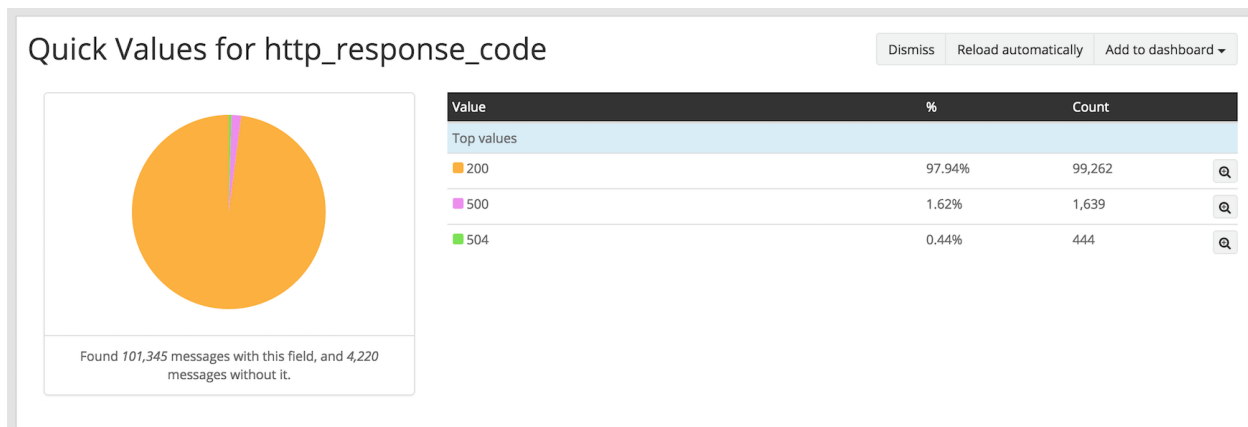 Quick Values for http_response_code
Dismiss Reload automatically Add to dashboard
Value % Count
Top values
200 97.94% 99,262
500 1.62% 1,639
504 0.44% 444
Found 101,345 messages with this field, and 4,220
messages without it.